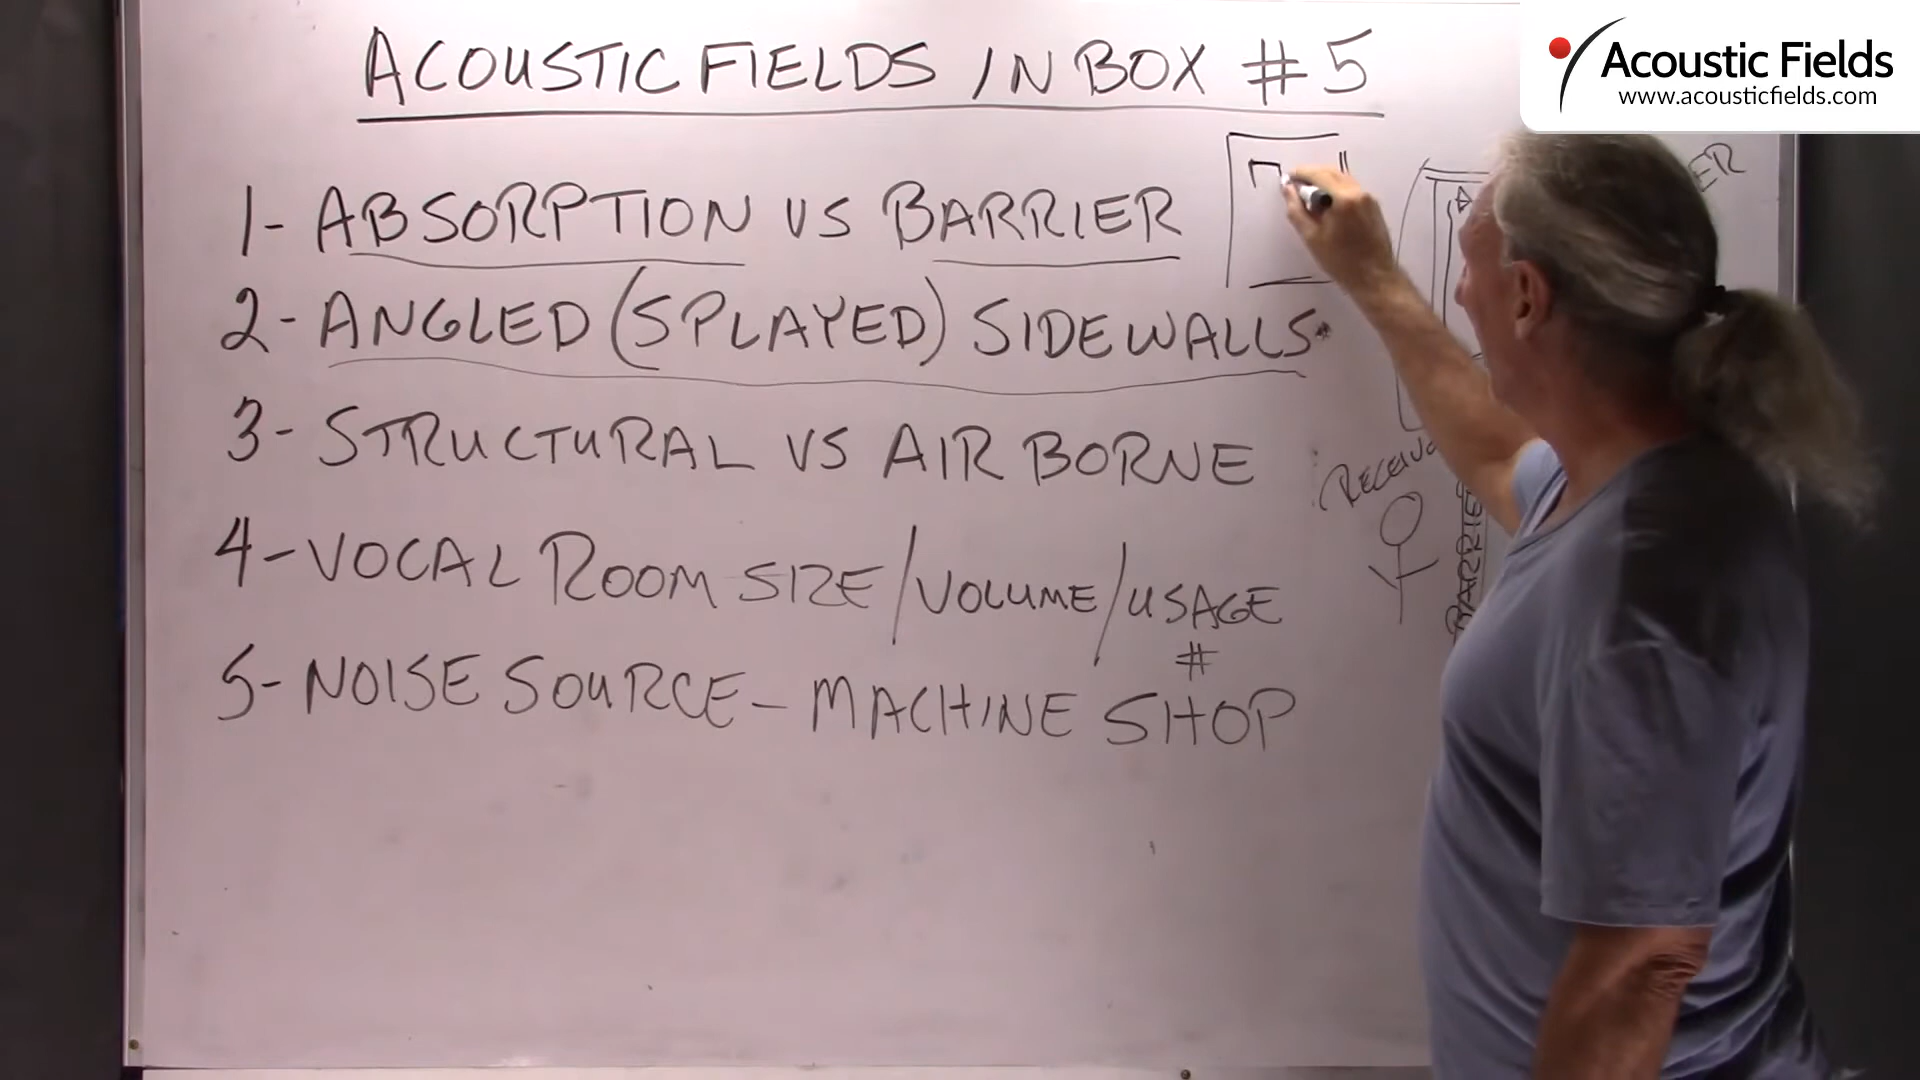 ACOUSTIC FIELDS IN BOX #5
Acoustic Fields
www.acousticfields.com
1- ABSORPTION VS BARRIER
2- ANGLED (SPLAYED) SIDEWALLS
3- STRUCTURAL VS AIR BORNE
4- VOCAL ROOM SIZE/VOLUME/USAGE
#
5- NOISE SOURCE - MACHINE SHOP